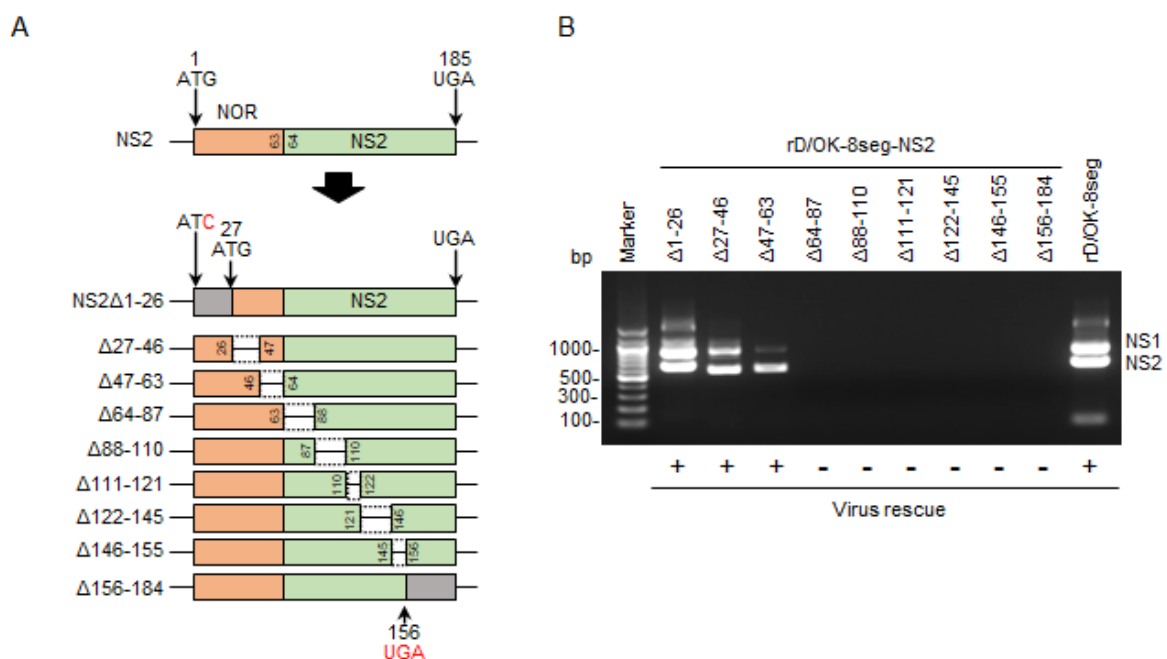 A
1
ATG
185
UGA
NOR
NS2
63
64
NS2
ATC
27
ATG
UGA
NS2Δ1-26
NS2
Δ27-46
26
47
Δ47-63
46
64
Δ64-87
63
88
Δ88-110
87
110
Δ111-121
110
122
Δ122-145
121
146
Δ146-155
145
156
Δ156-184
156
UGA
B
rD/OK-8seg-NS2
bp
Marker
Δ1-26
Δ27-46
Δ47-63
Δ64-87
Δ88-110
Δ111-121
Δ122-145
Δ146-155
Δ156-184
rD/OK-8seg
1000-
500-
300-
100-
NS1
NS2
+ + + - - - - - - +
Virus rescue